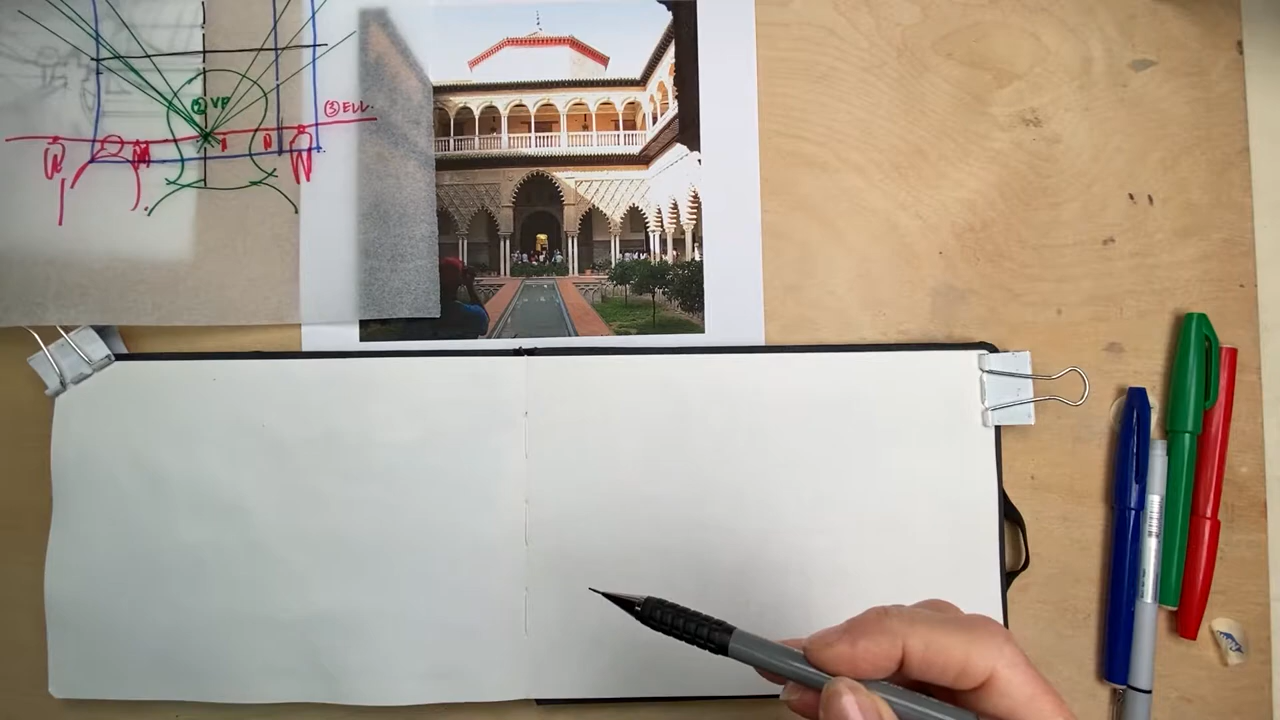 ② VP
③ ELL.